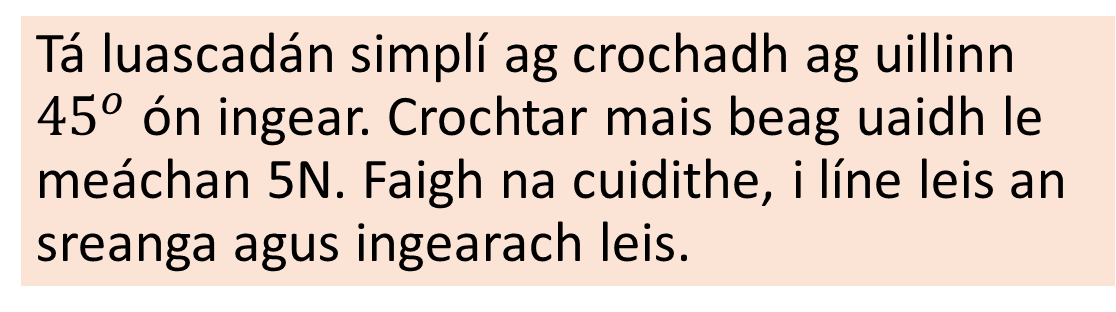 Tá luascadán simplí ag crochadh ag uillinn
45° ón ingear. Crochtar mais beag uaidh le
meáchan 5N. Faigh na cuidithe, i líne leis an
sreanga agus ingearach leis.